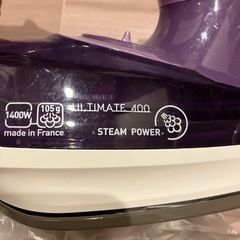 ULTIMATE 400
1400W 105g
made in France
STEAM POWER